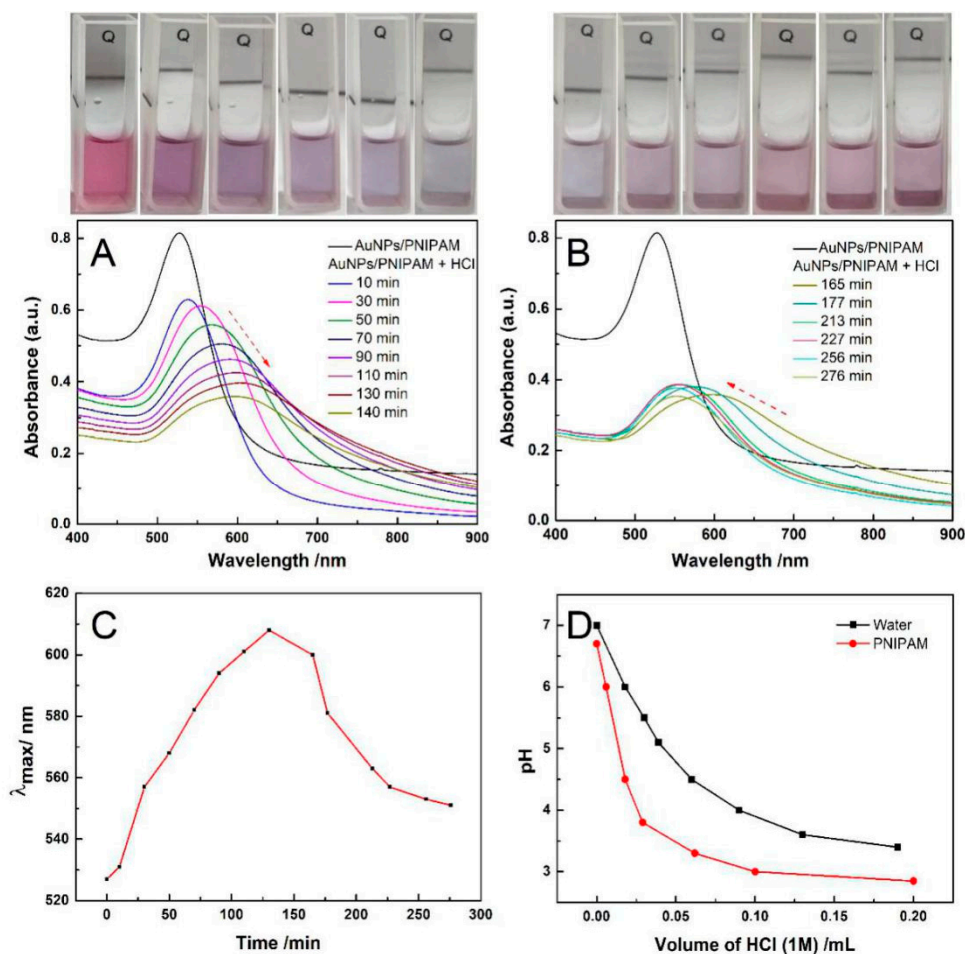 Q Q Q Q Q Q
Q Q Q Q Q Q
A
AuNPs/PNIPAM
AuNPs/PNIPAM + HCl
10 min
30 min
50 min
70 min
90 min
110 min
130 min
140 min
0.8
0.6
0.4
0.2
0.0
Absorbance (a.u.)
400 500 600 700 800 900
Wavelength /nm
B
AuNPs/PNIPAM
AuNPs/PNIPAM + HCl
165 min
177 min
213 min
227 min
256 min
276 min
0.8
0.6
0.4
0.2
0.0
Absorbance (a.u.)
400 500 600 700 800 900
Wavelength /nm
C
620
600
580
560
540
520
λmax/ nm
0 50 100 150 200 250 300
Time /min
D
Water
PNIPAM
7
6
5
4
3
pH
0.00 0.05 0.10 0.15 0.20
Volume of HCl (1M) /mL